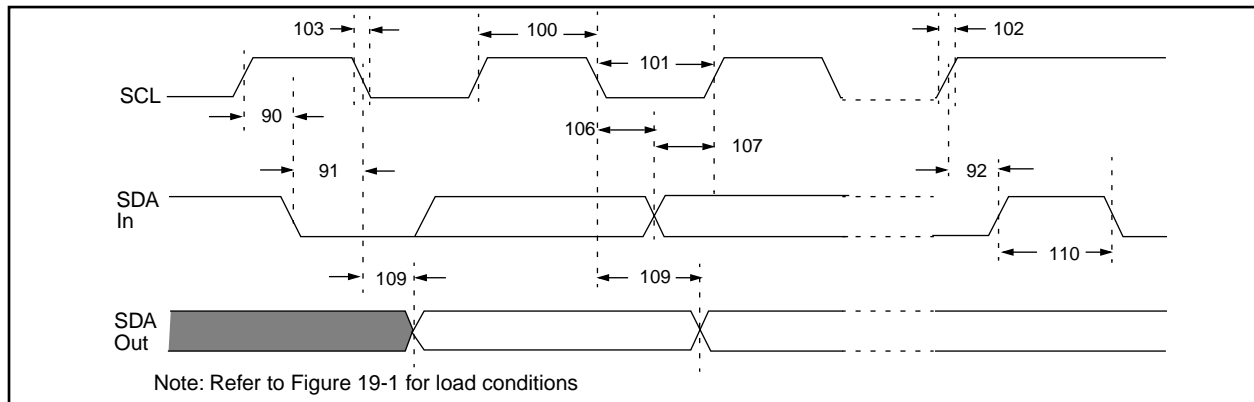 103
100
102
101
SCL
90
106
107
91
92
SDA
In
110
109
109
SDA
Out
Note: Refer to Figure 19-1 for load conditions